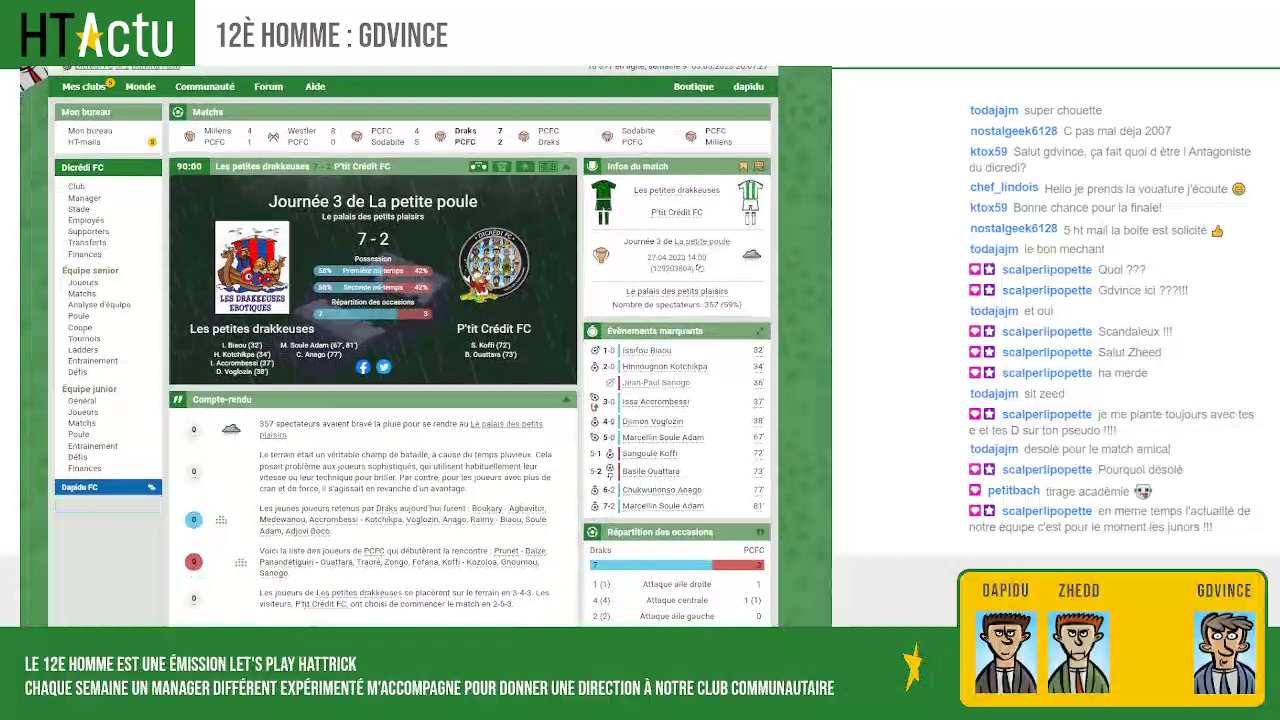 HTActu
12È HOMME : GDVINCE
Mes clubs 5 Monde Communauté Forum Aide Boutique dapidu
Mon bureau
Mon bureau
HT-mails 5
Dicrédi FC
Club
Manager
Stade
Employés
Supporters
Transferts
Finances
Équipe senior
Joueurs
Matchs
Analyse d'équipe
Poule
Coupe
Tournois
Ladders
Entrainement
Défis
Équipe junior
Général
Joueurs
Matchs
Poule
Entrainement
Défis
Finances
Dapidu FC
Matchs
Millens 4 Westler 8 PCFC 4 Draks 7 PCFC Sodabite PCFC
PCFC 1 PCFC 0 Sodabite 5 PCFC 2 Draks PCFC Miliens
90:00 Les petites drakkeuses 7 - 2 P'tit Crédit FC
Journée 3 de La petite poule
Le palais des plaisirs
7 - 2
Possession
58% Première mi-temps 42%
58% Seconde mi-temps 42%
Répartition des occasions
7 3
LES DRAKKEUSES
EROTIQUES
DICRÉDIT FC
Les petites drakkeuses P'tit Crédit FC
I. Bieou (32') M. Soule Adam (67', 81') S. Koffi (72')
H. Kotchikpa (34') C. Anago (77') B. Ouattara (73')
I. Accrombessi (37')
D. Voglozin (38')
Compte-rendu
0 357 spectateurs avaient bravé la pluie pour se rendre au Le palais des petits
plaisirs.
0 Le terrain était un véritable champ de bataille, à cause du temps pluvieux. Cela
posait problème aux joueurs sophistiqués, qui utilisent habituellement leur
vitesse ou leur technique pour briller. Par contre, pour les joueurs avec plus de
cran et de force, il s'agissait en revanche d'un avantage.
0 Les jeunes joueurs retenus par Draks aujourd'hui furent : Boukary - Agbavitor,
Medewanou, Accrombessi - Kotchikpa, Voglozin, Anago, Raimy - Biaou, Soulé
Adam, Adjovi Boco.
0 Voici la liste des joueurs de PCFC qui débutèrent la rencontre : Prunet - Baize,
Panandétiguin - Ouattara, Traoré, Zongo, Fofana, Koffi - Kozoloa, Gnoumou,
Sanogo.
0 Les joueurs de Les petites drakkeuses se placèrent sur le terrain en 3-4-3. Les
visiteurs, P'tit Crédit FC, ont choisi de commencer le match en 2-5-3.
Infos du match
Les petites drakkeuses
P'tit Crédit FC
Journée 3 de La petite poule
27.04.2023 14:00
(129203804)
Le palais des petits plaisirs
Nombre de spectateurs: 357 (59%)
Évènements marquants
1-0 Issifou Biaou 32'
2-0 Hinnougnon Kotchikpa 34'
Jean-Paul Sanogo 36'
3-0 Issa Accrombessi 37'
4-0 Djimon Voglozin 38'
5-0 Marcellin Soule Adam 67'
5-1 Sangoulé Koffi 72'
5-2 Basile Ouattara 73'
6-2 Chukwunonso Anago 77'
7-2 Marcellin Soule Adam 81'
Répartition des occasions
Draks PCFC
7 3
1 (1) Attaque aile droite 1
4 (4) Attaque centrale 1 (1)
2 (2) Attaque aile gauche 0
todajajm super chouette
nostalgeek6128 C pas mal déja 2007
ktox59 Salut gdvince, ça fait quoi d être l Antagoniste
du dicredi?
chef_lindois Hello je prends la vouature j'écoute
ktox59 Bonne chance pour la finale!
nostalgeek6128 5 ht mail la boite est solicité
todajajm le bon mechant
scalperlipopette Quoi ???
scalperlipopette Gdvince ici ???!!!
todajajm et oui
scalperlipopette Scandaleux !!!
scalperlipopette Salut Zheed
scalperlipopette ha merde
todajajm slt zeed
scalperlipopette je me plante toujours avec tes
e et tes D sur ton pseudo !!!!
todajajm desolé pour le match amical
scalperlipopette Pourquoi désolé
petitbach tirage acadèmie
scalperlipopette en meme temps l'actualité de
notre equipe c'est pour le moment les junors !!!
DAPIDU ZHEDD GDVINCE
LE 12E HOMME EST UNE ÉMISSION LET'S PLAY HATTRICK
CHAQUE SEMAINE UN MANAGER DIFFÉRENT EXPÉRIMENTÉ M'ACCOMPAGNE POUR DONNER UNE DIRECTION À NOTRE CLUB COMMUNAUTAIRE